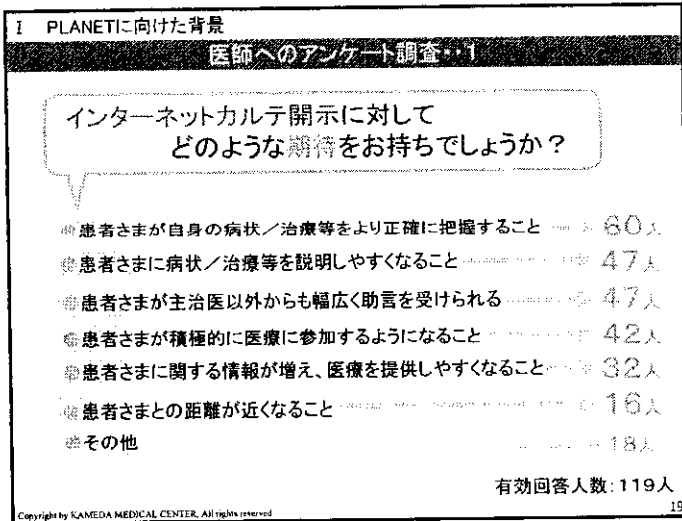 I PLANETに向けた背景
医師へのアンケート調査…1
インターネットカルテ開示に対して
どのような期待をお持ちでしょうか？
患者さまが自身の病状／治療等をより正確に把握すること 60人
患者さまに病状／治療等を説明しやすくなること 47人
患者さまが主治医以外からも幅広く助言を受けられる 47人
患者さまが積極的に医療に参加するようになること 42人
患者さまに関する情報が増え、医療を提供しやすくなること 32人
患者さまとの距離が近くなること 16人
その他 18人
有効回答人数:119人
Copyright by KAMEDA MEDICAL CENTER, All rights reserved
19